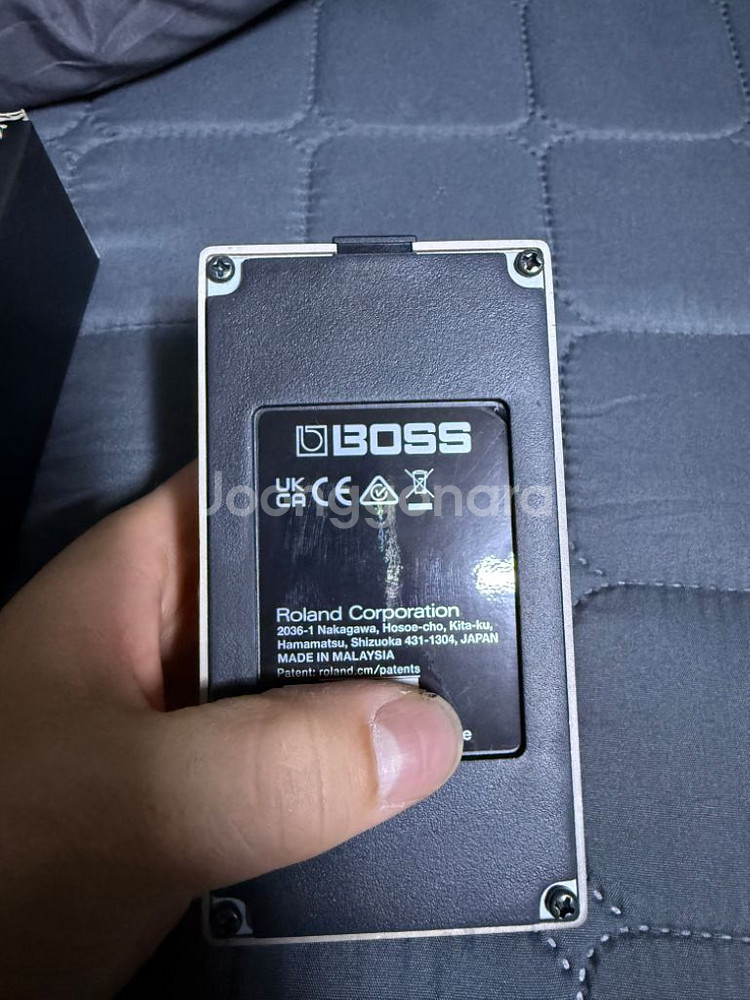 BOSS
UK
CA CE
Joonggonara
Roland Corporation
2036-1 Nakagawa, Hosoe-cho, Kita-ku,
Hamamatsu, Shizuoka 431-1304, JAPAN
MADE IN MALAYSIA
Patent: roland.cm/patents